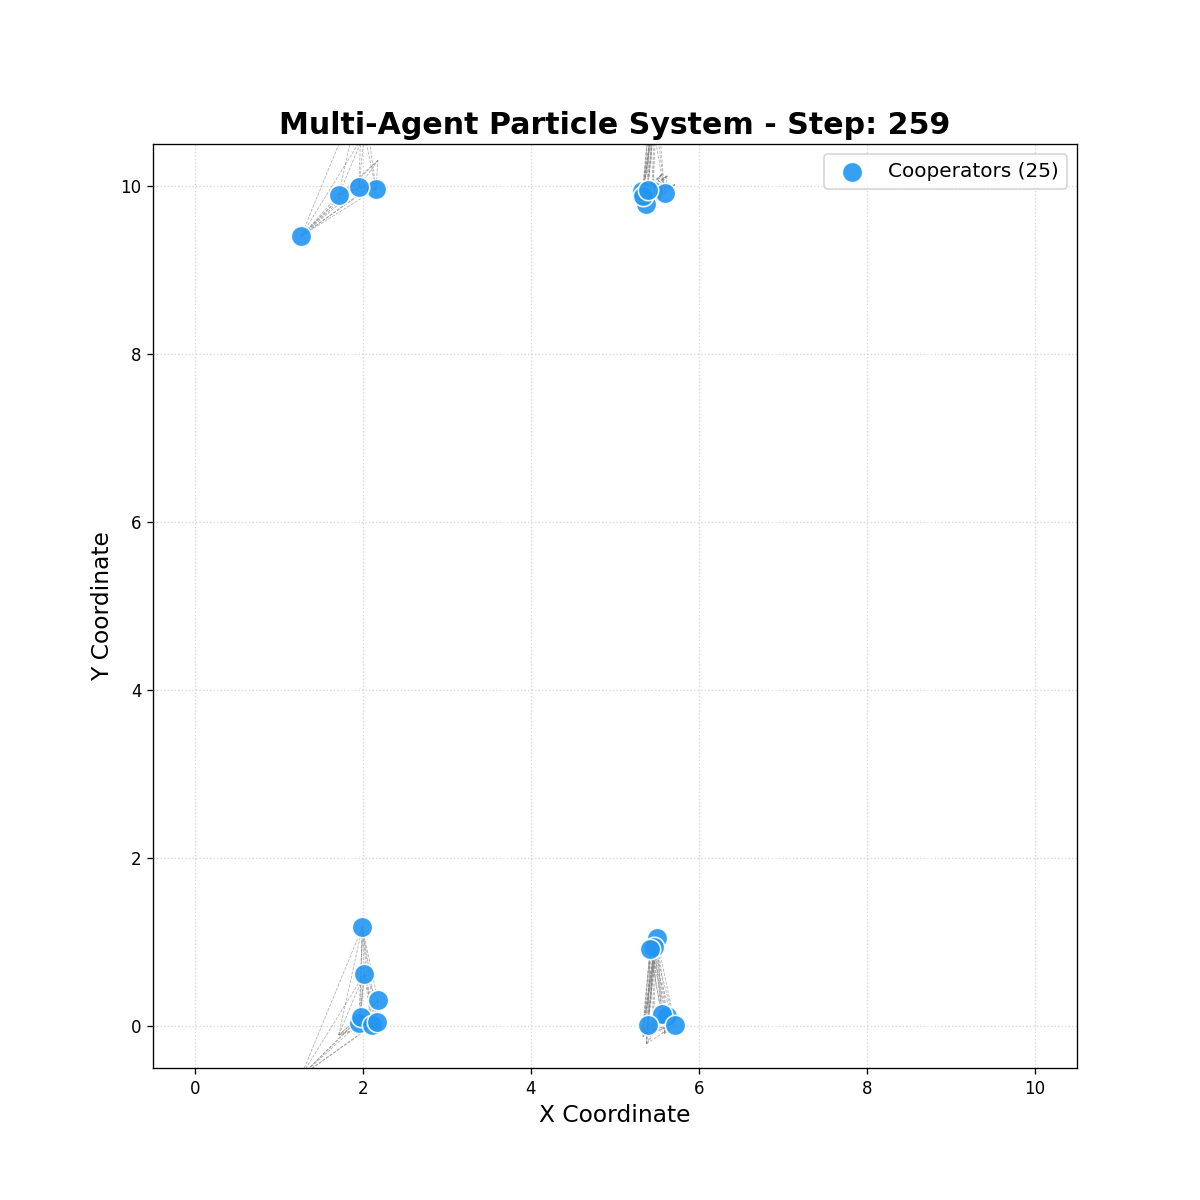 Multi-Agent Particle System - Step: 259
Cooperators (25)
10
8
6
4
2
0
Y Coordinate
0 2 4 6 8 10
X Coordinate